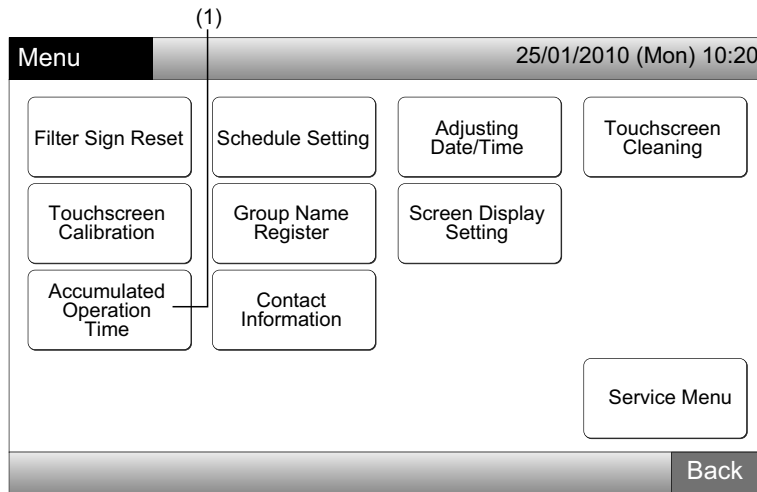 (1)
Menu
25/01/2010 (Mon) 10:20
Filter Sign Reset
Schedule Setting
Adjusting
Date/Time
Touchscreen
Cleaning
Touchscreen
Calibration
Group Name
Register
Screen Display
Setting
Accumulated
Operation
Time
Contact
Information
Service Menu
Back